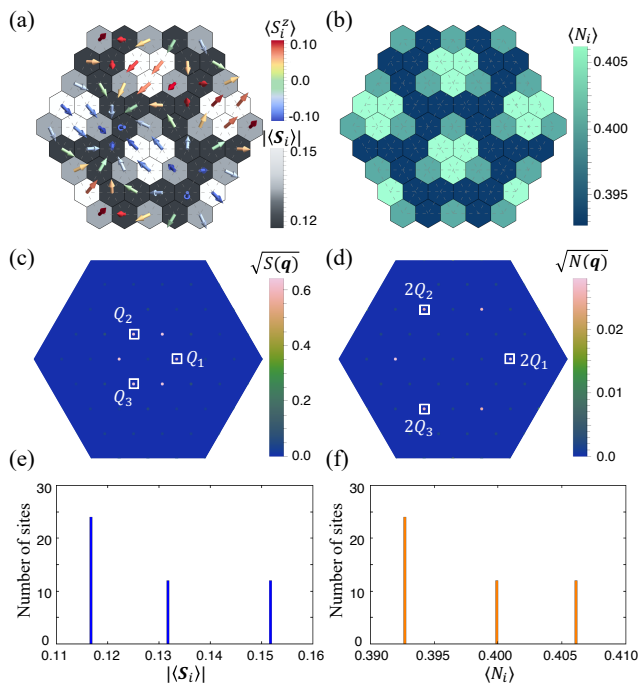 (a)
⟨S_i^z⟩
0.10
0.0
-0.10
|⟨S_i⟩|
0.15
0.12
(b)
⟨N_i⟩
0.405
0.400
0.395
(c)
√S(q)
0.6
0.4
0.2
0.0
Q_2
Q_1
Q_3
(d)
√N(q)
0.02
0.01
0.0
2Q_2
2Q_1
2Q_3
(e)
Number of sites
30
20
10
0
0.11 0.12 0.13 0.14 0.15 0.16
|⟨S_i⟩|
(f)
Number of sites
30
20
10
0
0.390 0.395 0.400 0.405 0.410
⟨N_i⟩